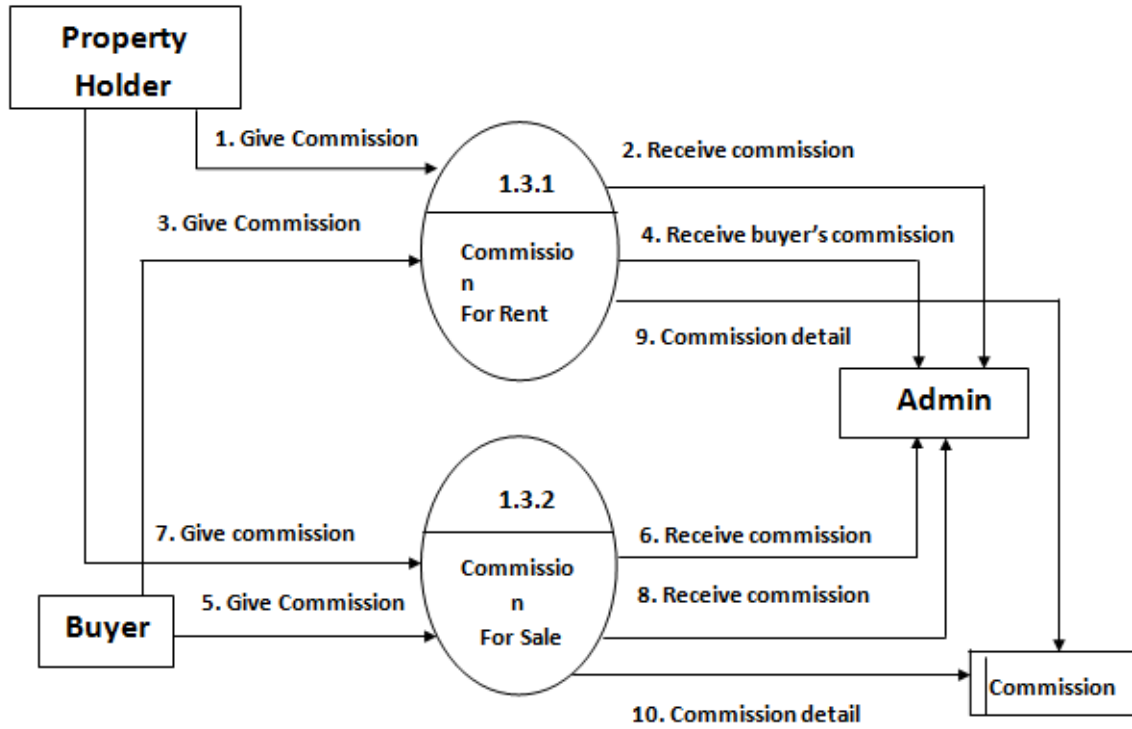 Property
Holder
1. Give Commission
2. Receive commission
1.3.1
3. Give Commission
4. Receive buyer's commission
Commissio
n
For Rent
9. Commission detail
Admin
1.3.2
7. Give commission
6. Receive commission
Commissio
n
For Sale
5. Give Commission
8. Receive commission
Buyer
Commission
10. Commission detail